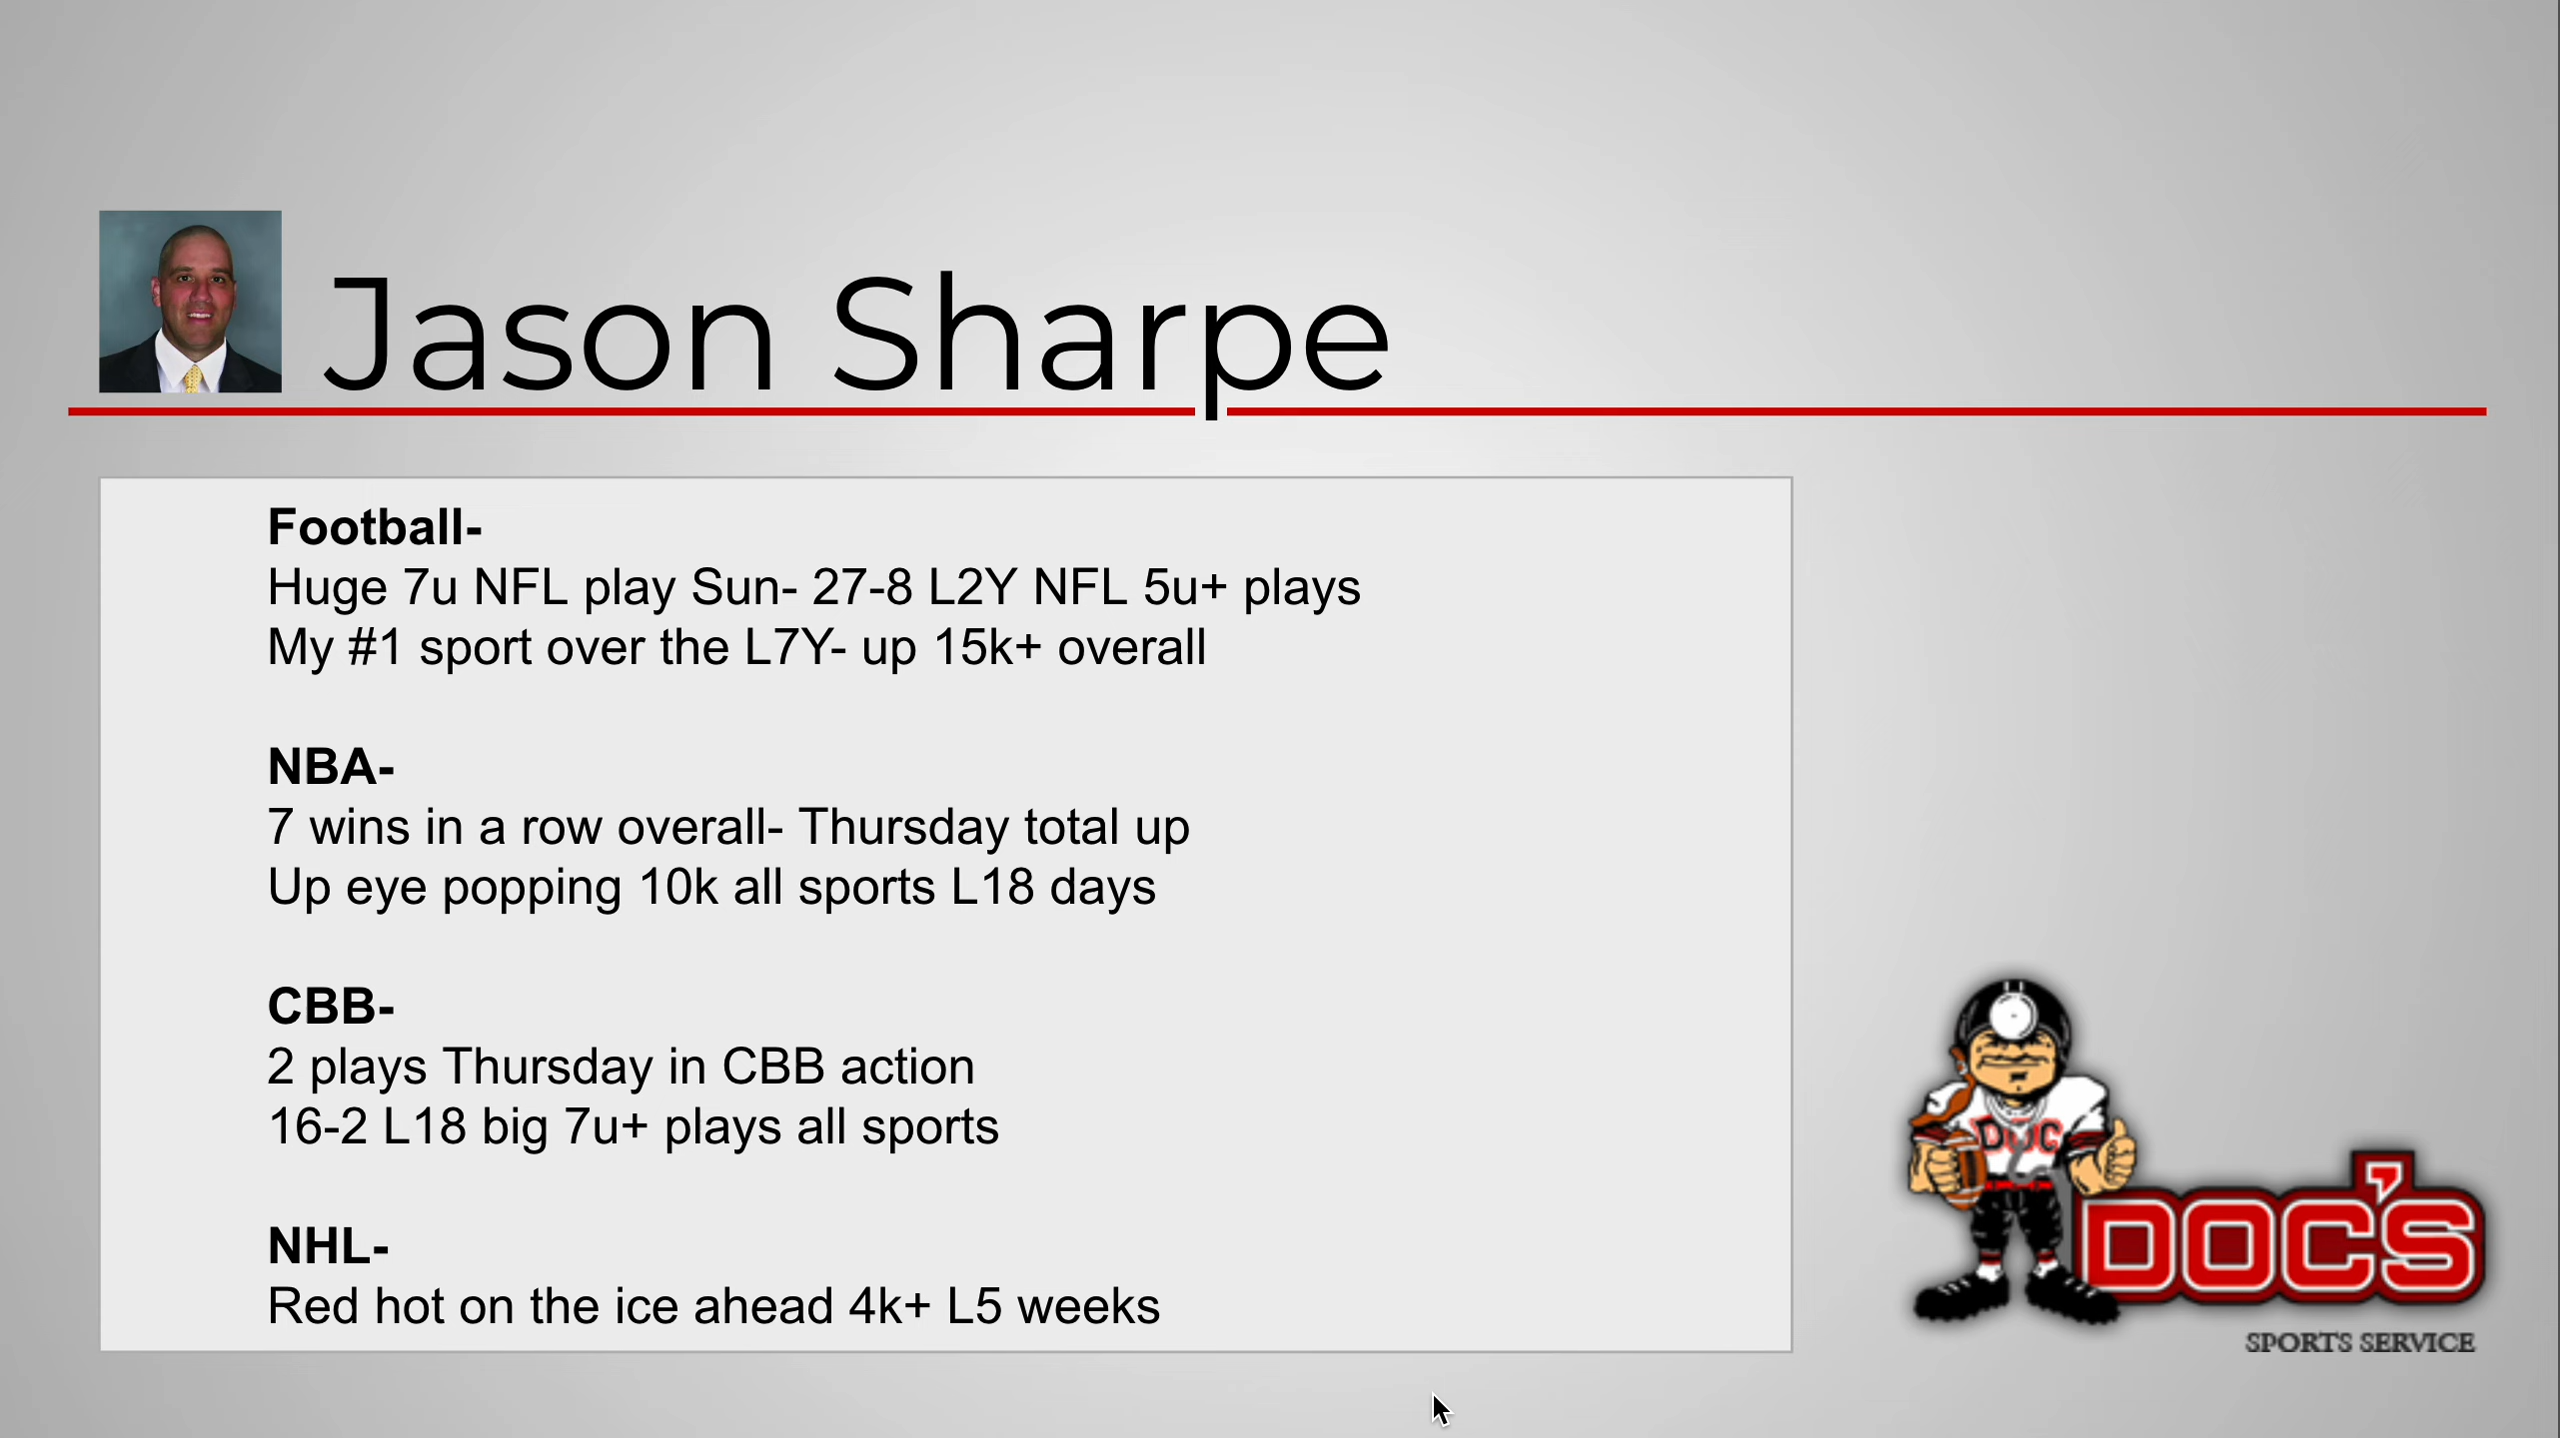 Jason Sharpe
Football-
Huge 7u NFL play Sun- 27-8 L2Y NFL 5u+ plays
My #1 sport over the L7Y- up 15k+ overall
NBA-
7 wins in a row overall- Thursday total up
Up eye popping 10k all sports L18 days
CBB-
2 plays Thursday in CBB action
16-2 L18 big 7u+ plays all sports
NHL-
Red hot on the ice ahead 4k+ L5 weeks
DOC
DOC'S
SPORTS SERVICE